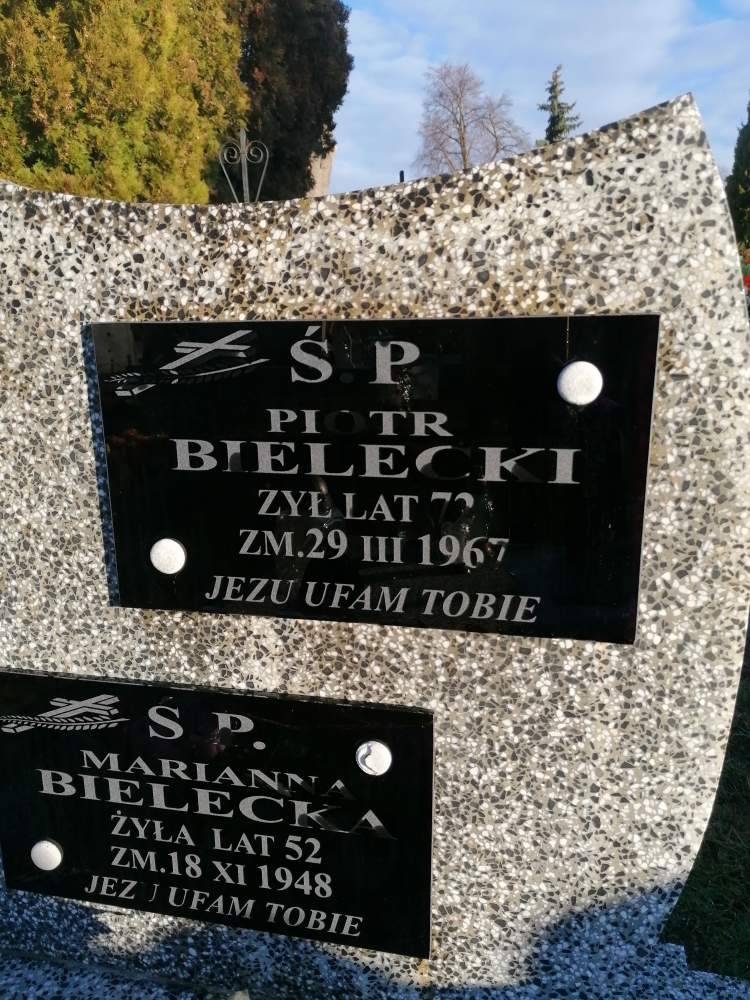 Ś. P
PIOTR
BIELECKI
ŻYŁ LAT 72
ZM.29 III 1967
JEZU UFAM TOBIE
Ś P.
MARIANNA
BIELECKA
ŻYŁA LAT 52
ZM.18 XI 1948
JEZU UFAM TOBIE